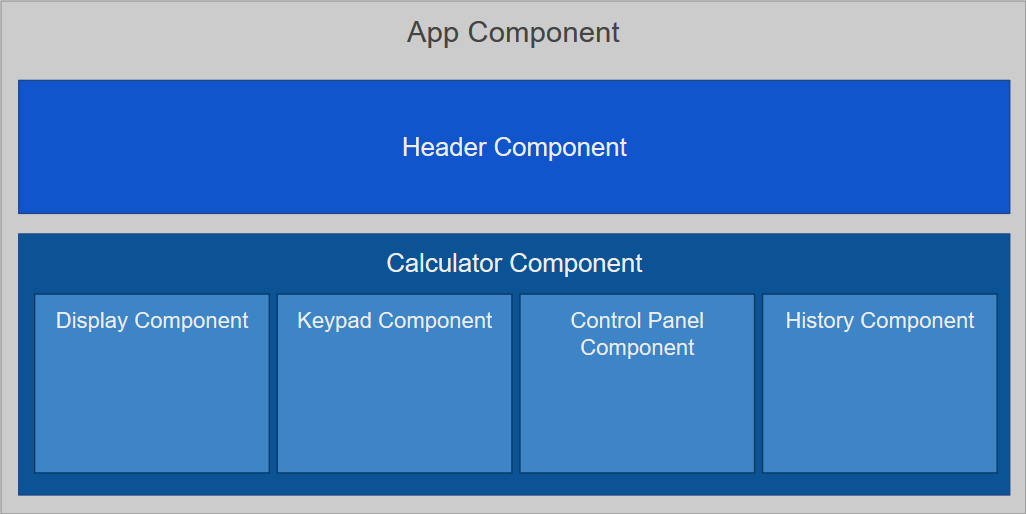 App Component
Header Component
Calculator Component
Display Component
Keypad Component
Control Panel
Component
History Component